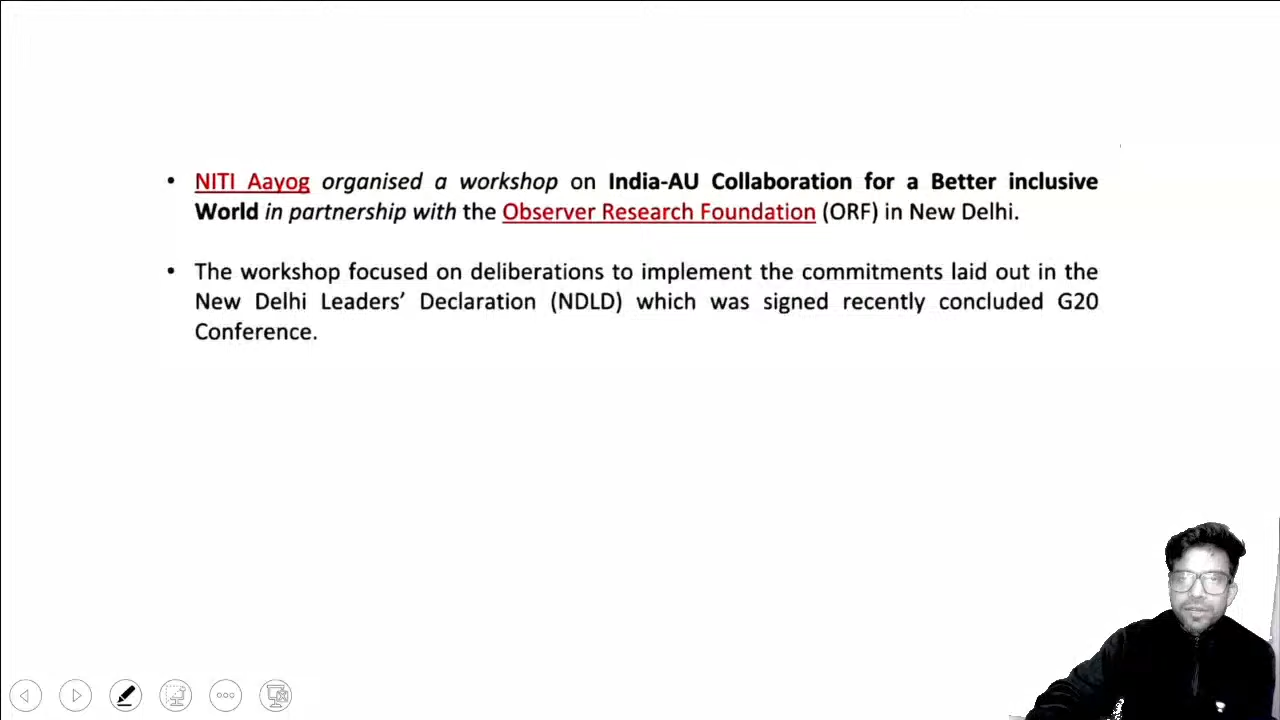 • NITI Aayog organised a workshop on India-AU Collaboration for a Better inclusive
World in partnership with the Observer Research Foundation (ORF) in New Delhi.
• The workshop focused on deliberations to implement the commitments laid out in the
New Delhi Leaders’ Declaration (NDLD) which was signed recently concluded G20
Conference.